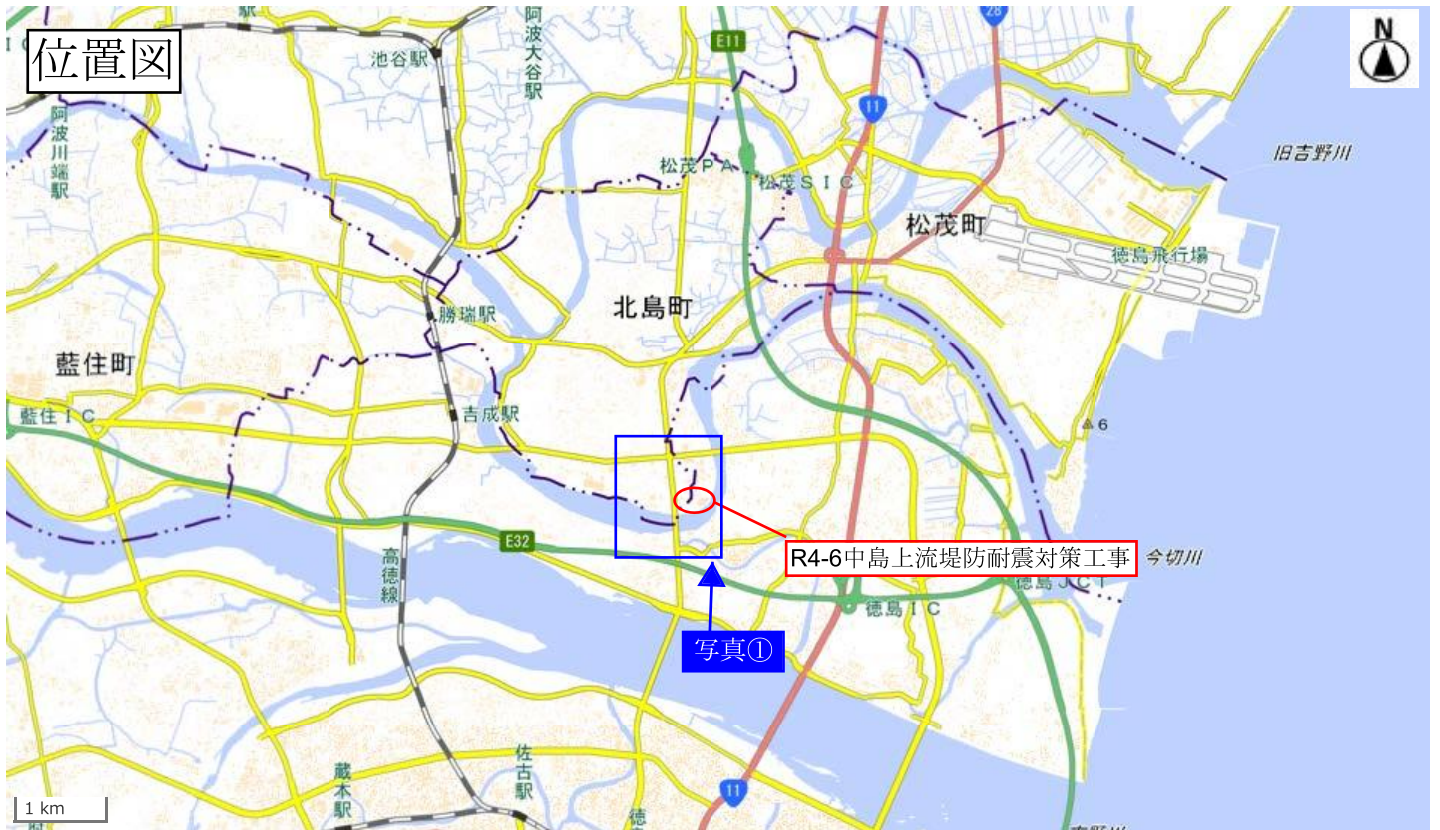 位置図
N
駅
池谷駅
阿波大谷駅
E11
28
11
阿波川端駅
旧吉野川
松茂PA
松茂SIC
松茂町
徳島飛行場
北島町
勝瑞駅
藍住町
藍住IC
吉成駅
6
E32
R4-6中島上流堤防耐震対策工事
今切川
高徳線
徳島JCT
徳島IC
写真①
蔵本駅
佐古駅
11
1 km